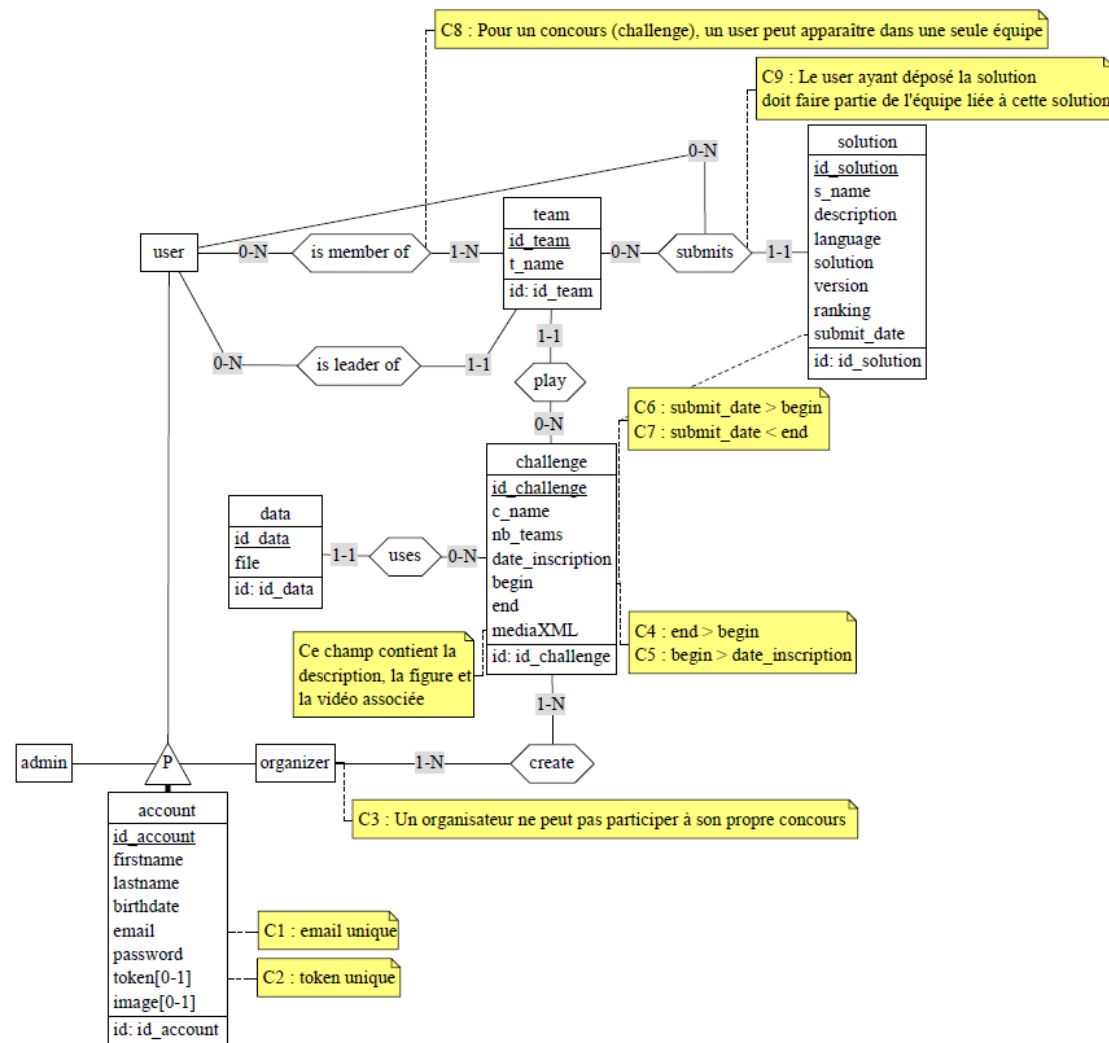 C8 : Pour un concours (challenge), un user peut apparaître dans une seule équipe
C9 : Le user ayant déposé la solution
doit faire partie de l'équipe liée à cette solution
solution
id_solution
s_name
description
language
solution
version
ranking
submit_date
id: id_solution
0-N
team
id_team
t_name
id: id_team
user
0-N
is member of
1-N
0-N
submits
1-1
0-N
is leader of
1-1
1-1
play
0-N
C6 : submit_date > begin
C7 : submit_date < end
challenge
id_challenge
c_name
nb_teams
date_inscription
begin
end
mediaXML
id: id_challenge
data
id_data
file
id: id_data
1-1
uses
0-N
C4 : end > begin
C5 : begin > date_inscription
Ce champ contient la
description, la figure et
la vidéo associée
1-N
admin
P
organizer
1-N
create
C3 : Un organisateur ne peut pas participer à son propre concours
account
id_account
firstname
lastname
birthdate
email
password
token[0-1]
image[0-1]
id: id_account
C1 : email unique
C2 : token unique